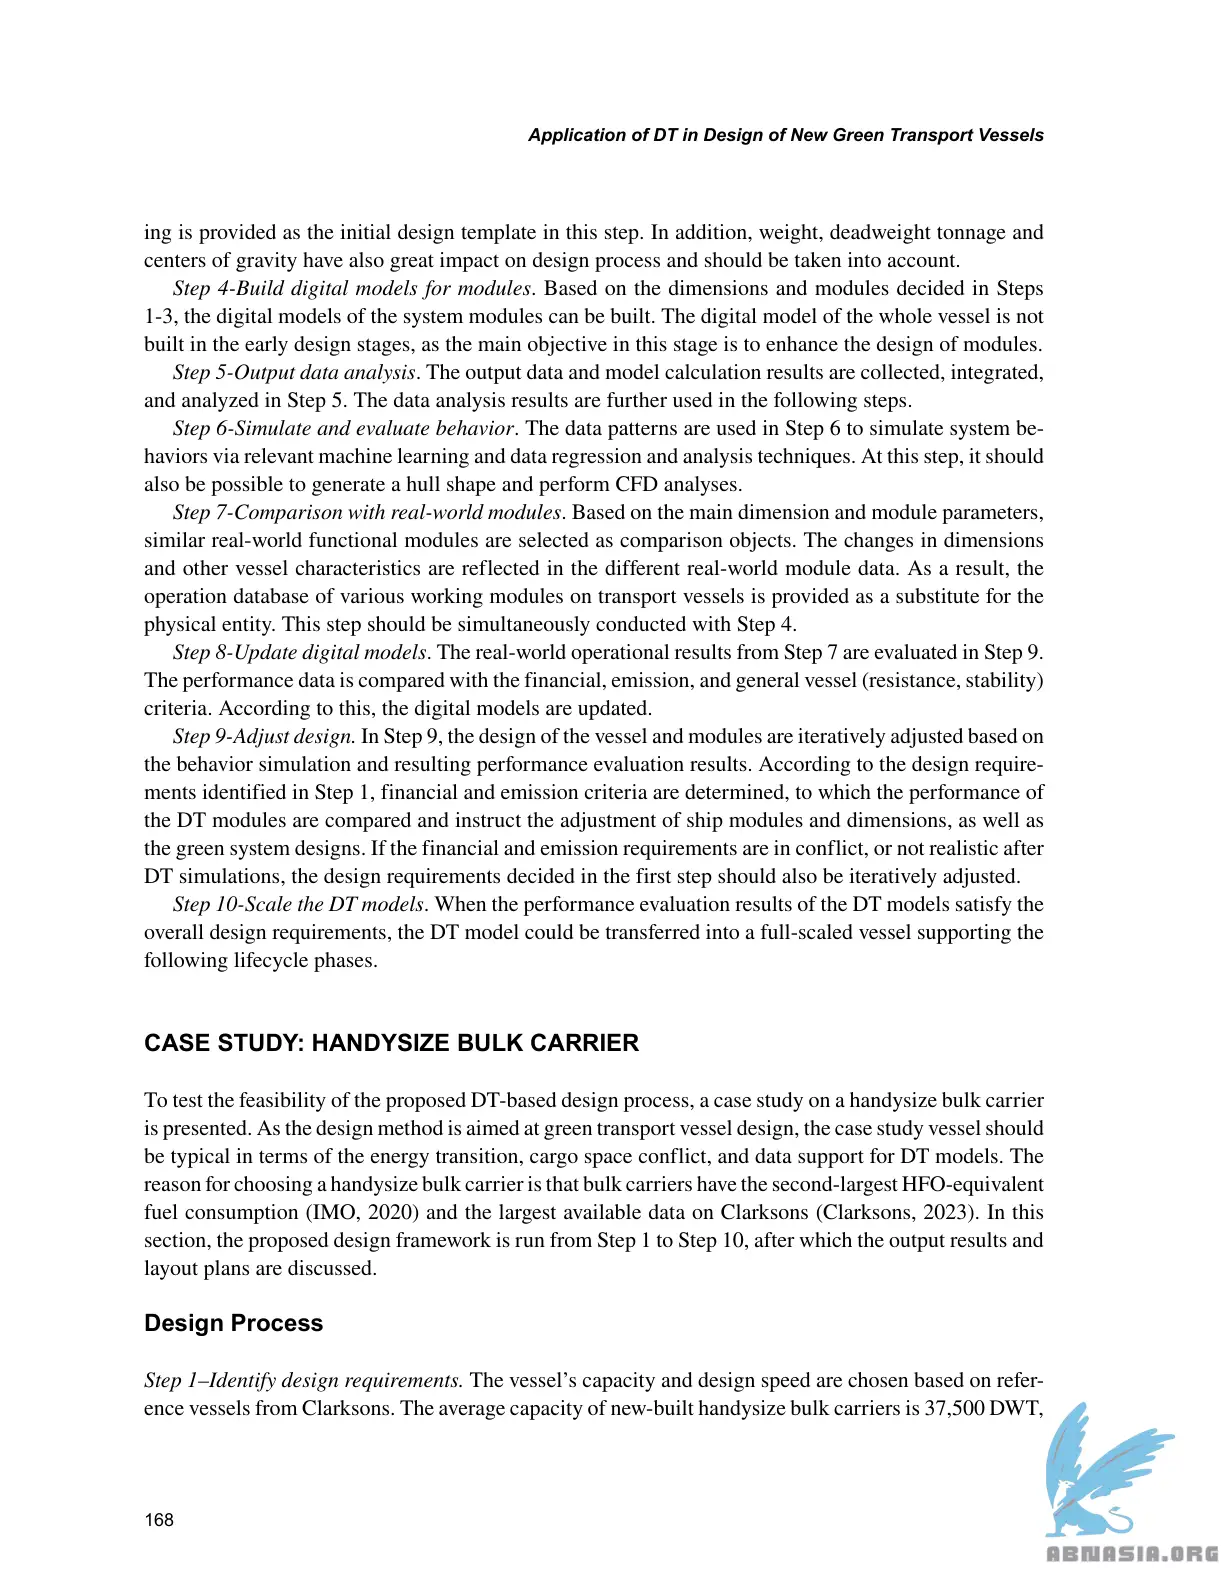 Application of DT in Design of New Green Transport Vessels
ing is provided as the initial design template in this step. In addition, weight, deadweight tonnage and
centers of gravity have also great impact on design process and should be taken into account.
Step 4-Build digital models for modules. Based on the dimensions and modules decided in Steps
1-3, the digital models of the system modules can be built. The digital model of the whole vessel is not
built in the early design stages, as the main objective in this stage is to enhance the design of modules.
Step 5-Output data analysis. The output data and model calculation results are collected, integrated,
and analyzed in Step 5. The data analysis results are further used in the following steps.
Step 6-Simulate and evaluate behavior. The data patterns are used in Step 6 to simulate system be-
haviors via relevant machine learning and data regression and analysis techniques. At this step, it should
also be possible to generate a hull shape and perform CFD analyses.
Step 7-Comparison with real-world modules. Based on the main dimension and module parameters,
similar real-world functional modules are selected as comparison objects. The changes in dimensions
and other vessel characteristics are reflected in the different real-world module data. As a result, the
operation database of various working modules on transport vessels is provided as a substitute for the
physical entity. This step should be simultaneously conducted with Step 4.
Step 8-Update digital models. The real-world operational results from Step 7 are evaluated in Step 9.
The performance data is compared with the financial, emission, and general vessel (resistance, stability)
criteria. According to this, the digital models are updated.
Step 9-Adjust design. In Step 9, the design of the vessel and modules are iteratively adjusted based on
the behavior simulation and resulting performance evaluation results. According to the design require-
ments identified in Step 1, financial and emission criteria are determined, to which the performance of
the DT modules are compared and instruct the adjustment of ship modules and dimensions, as well as
the green system designs. If the financial and emission requirements are in conflict, or not realistic after
DT simulations, the design requirements decided in the first step should also be iteratively adjusted.
Step 10-Scale the DT models. When the performance evaluation results of the DT models satisfy the
overall design requirements, the DT model could be transferred into a full-scaled vessel supporting the
following lifecycle phases.
CASE STUDY: HANDYSIZE BULK CARRIER
To test the feasibility of the proposed DT-based design process, a case study on a handysize bulk carrier
is presented. As the design method is aimed at green transport vessel design, the case study vessel should
be typical in terms of the energy transition, cargo space conflict, and data support for DT models. The
reason for choosing a handysize bulk carrier is that bulk carriers have the second-largest HFO-equivalent
fuel consumption (IMO, 2020) and the largest available data on Clarksons (Clarksons, 2023). In this
section, the proposed design framework is run from Step 1 to Step 10, after which the output results and
layout plans are discussed.
Design Process
Step 1–Identify design requirements. The vessel’s capacity and design speed are chosen based on refer-
ence vessels from Clarksons. The average capacity of new-built handysize bulk carriers is 37,500 DWT,
168
ABNASIA.ORG